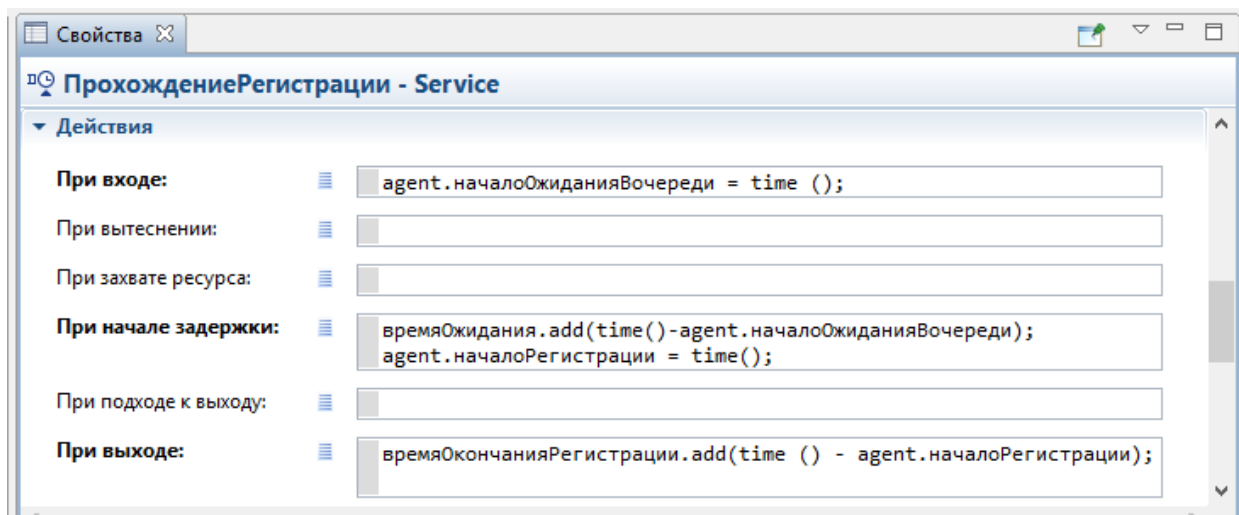 Свойства
ПрохождениеРегистрации - Service
Действия
При входе: agent.началоОжиданияВочереди = time ();
При вытеснении:
При захвате ресурса:
При начале задержки: времяОжидания.add(time()-agent.началоОжиданияВочереди);
agent.началоРегистрации = time();
При подходе к выходу:
При выходе: времяОкончанияРегистрации.add(time () - agent.началоРегистрации);